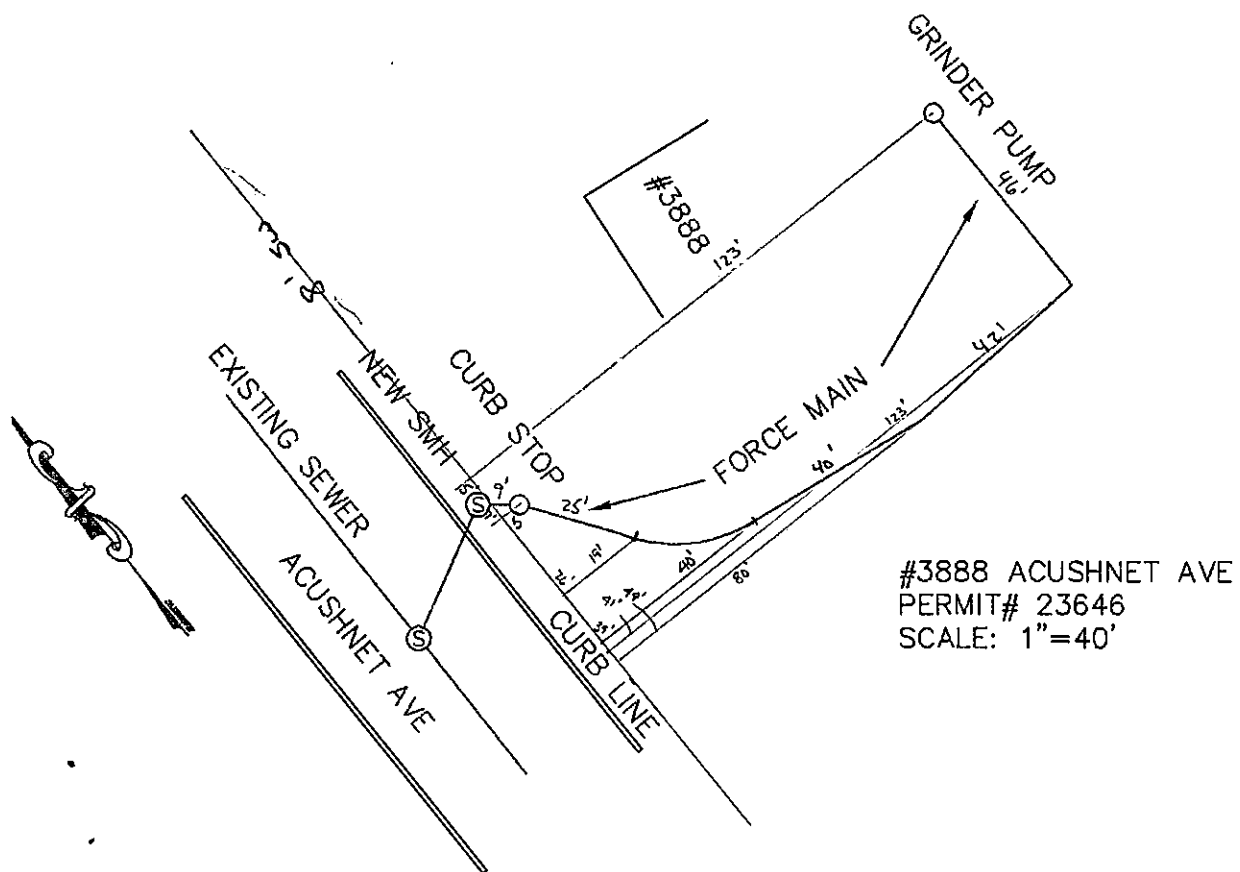 GRINDER PUMP
46'
#3888
123'
CURB STOP
NEW SMH
EXISTING SEWER
ACUSHNET AVE
CURB LINE
FORCE MAIN
42'
123'
40'
25'
9'
S
S
19'
40'
80'
35'
#3888 ACUSHNET AVE
PERMIT# 23646
SCALE: 1"=40'